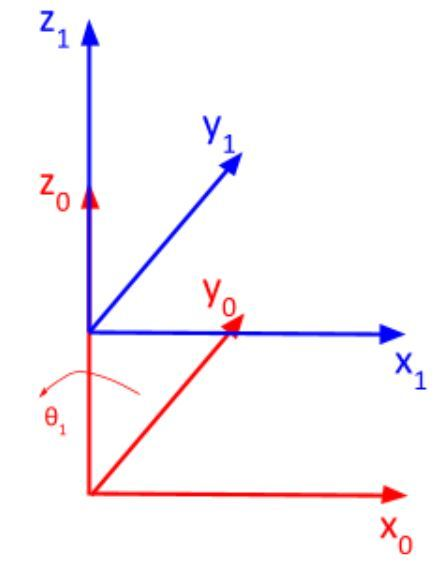 z₁
y₁
z₀
y₀
x₁
θ₁
x₀